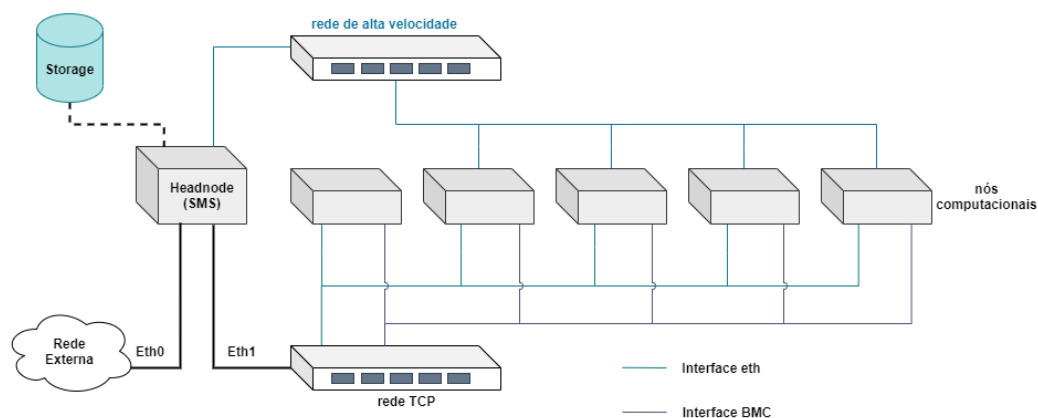 rede de alta velocidade
Storage
Headnode
(SMS)
nós
computacionais
Rede
Externa
Eth0
Eth1
rede TCP
Interface eth
Interface BMC